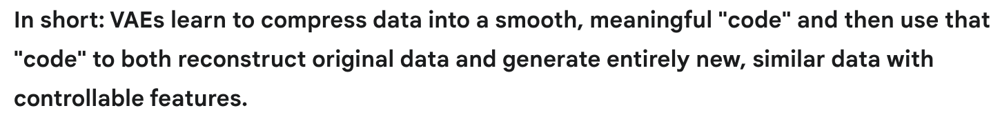 In short: VAEs learn to compress data into a smooth, meaningful "code" and then use that
"code" to both reconstruct original data and generate entirely new, similar data with
controllable features.